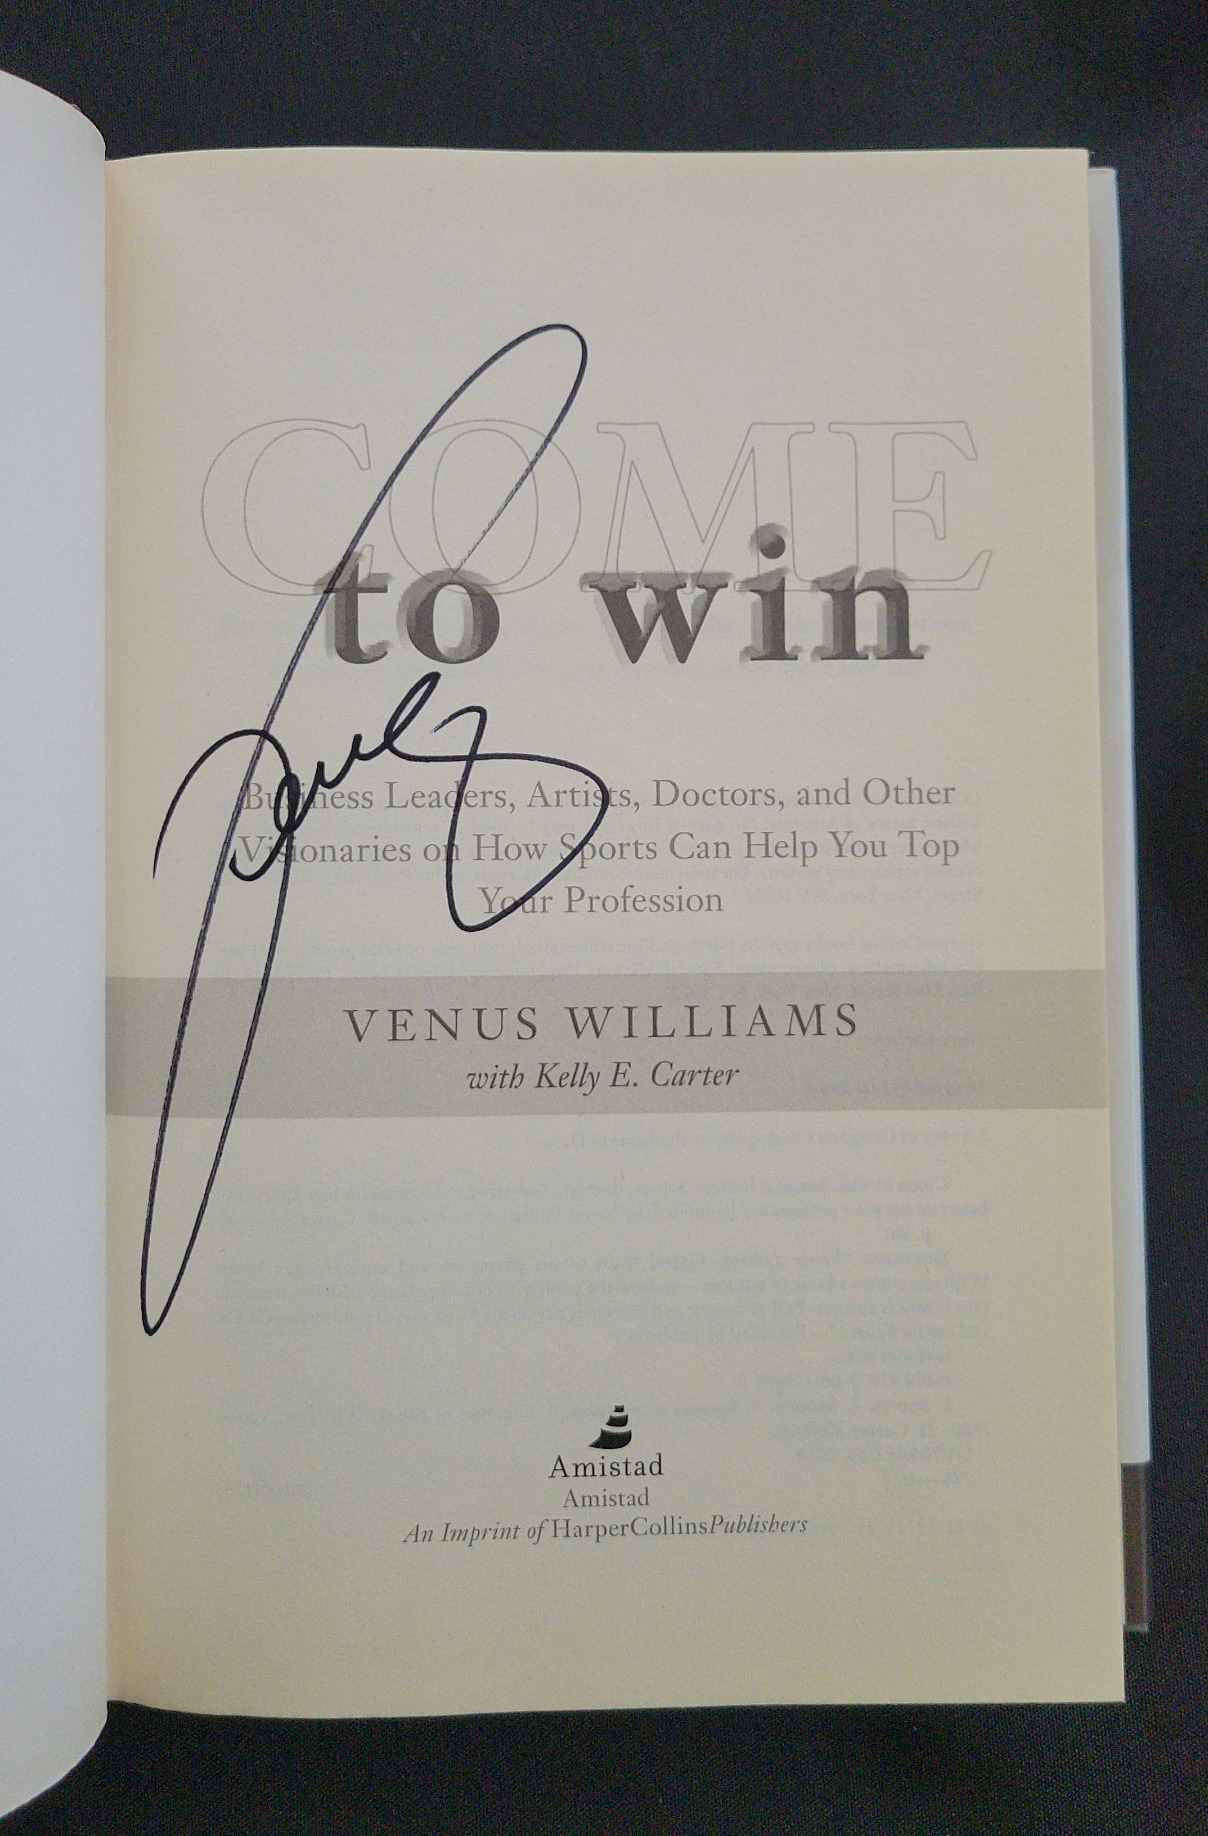 COME
to win
Business Leaders, Artists, Doctors, and Other
Visionaries on How Sports Can Help You Top
Your Profession
VENUS WILLIAMS
with Kelly E. Carter
Amistad
Amistad
An Imprint of HarperCollinsPublishers